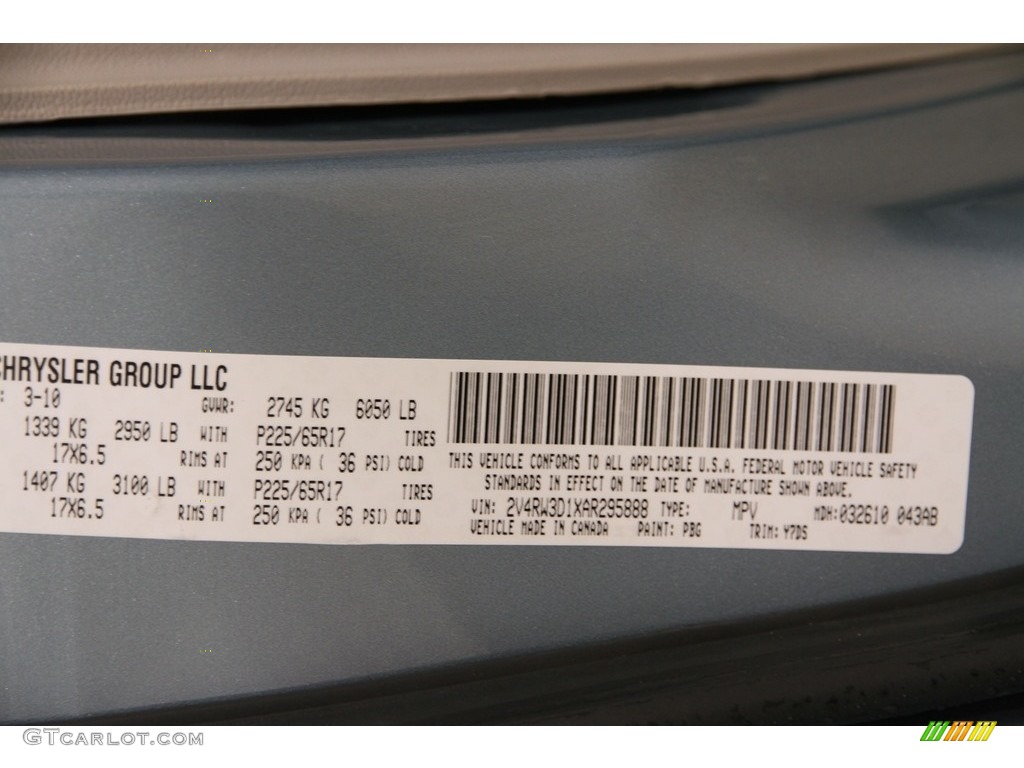 CHRYSLER GROUP LLC
: 3-10 GVWR: 2745 KG 6050 LB
1339 KG 2950 LB WITH P225/65R17 TIRES
17X6.5 RIMS AT 250 KPA ( 36 PSI) COLD
1407 KG 3100 LB WITH P225/65R17 TIRES
17X6.5 RIMS AT 250 KPA ( 36 PSI) COLD
THIS VEHICLE CONFORMS TO ALL APPLICABLE U.S.A. FEDERAL MOTOR VEHICLE SAFETY
STANDARDS IN EFFECT ON THE DATE OF MANUFACTURE SHOWN ABOVE.
VIN: 2V4RW3D1XAR295888 TYPE: MPV MDH:032610 043AB
VEHICLE MADE IN CANADA PAINT: PBG TRIM: Y7DS
GTCarLot.com